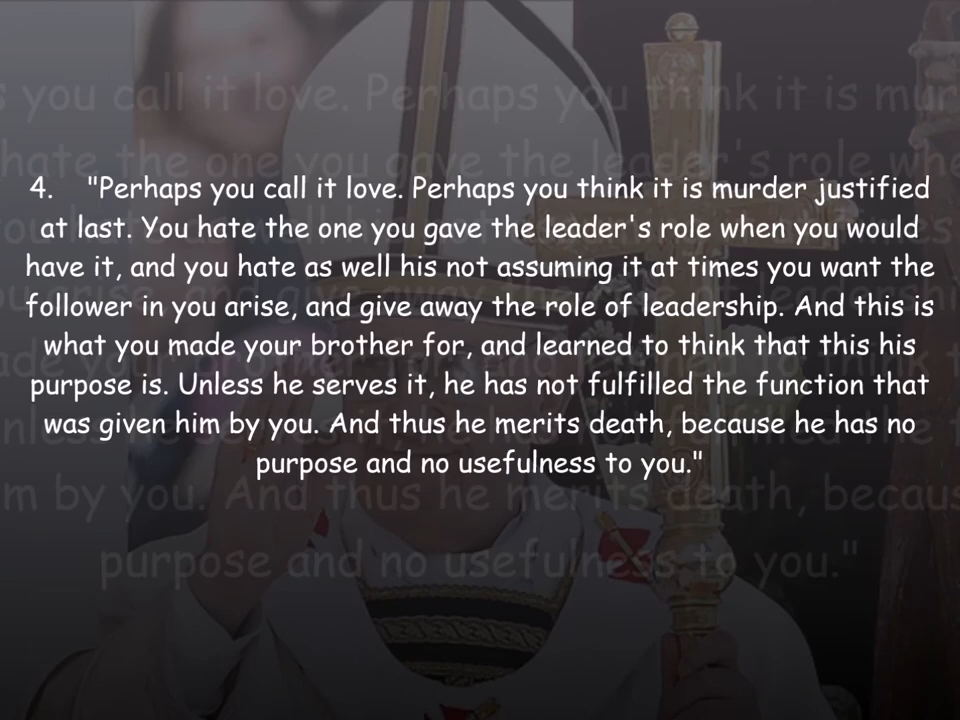 4. "Perhaps you call it love. Perhaps you think it is murder justified
at last. You hate the one you gave the leader's role when you would
have it, and you hate as well his not assuming it at times you want the
follower in you arise, and give away the role of leadership. And this is
what you made your brother for, and learned to think that this his
purpose is. Unless he serves it, he has not fulfilled the function that
was given him by you. And thus he merits death, because he has no
purpose and no usefulness to you."